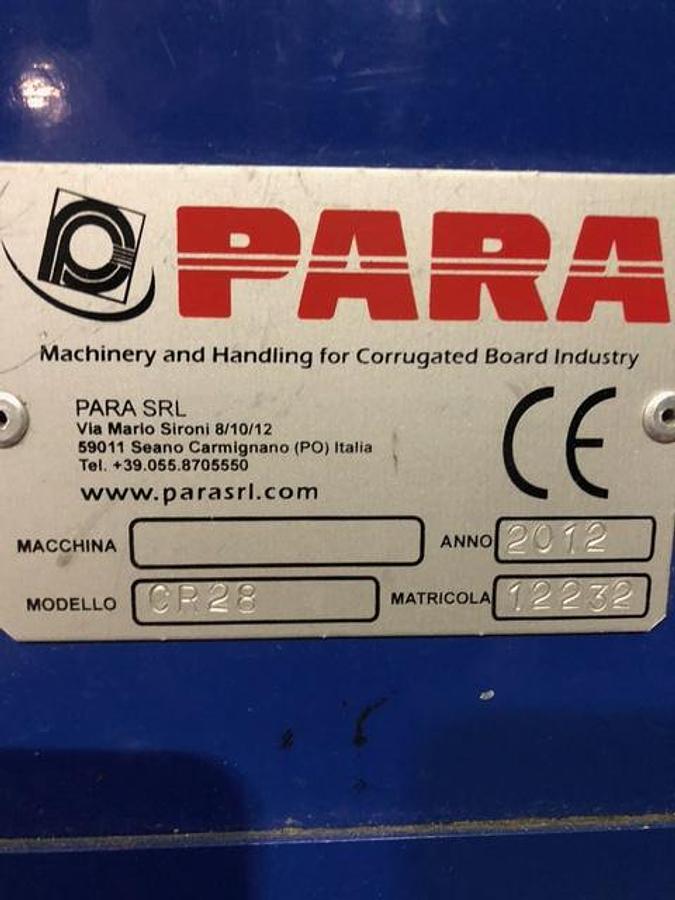 PARA
Machinery and Handling for Corrugated Board Industry
PARA SRL
Via Mario Sironi 8/10/12
59011 Seano Carmignano (PO) Italia
Tel. +39.055.8705550
www.parasrl.com
CE
MACCHINA
ANNO 2012
MODELLO CR28
MATRICOLA 12232